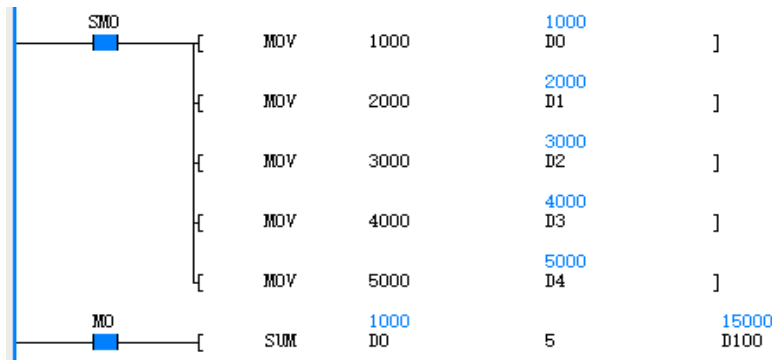 SM0 1000
[ MOV 1000 D0 ]
2000
[ MOV 2000 D1 ]
3000
[ MOV 3000 D2 ]
4000
[ MOV 4000 D3 ]
5000
[ MOV 5000 D4 ]
M0 1000 15000
[ SUM D0 5 D100